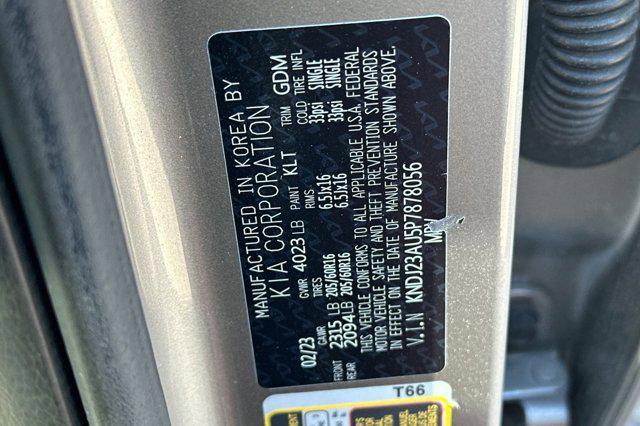 MANUFACTURED IN KOREA BY
KIA CORPORATION
GVWR 4023 LB PAINT KLT TRIM GDM
02/23 GAWR TIRES RIMS COLD TIRE INFL
FRONT 2315 LB 205/60R16 6.5Jx16 33psi SINGLE
REAR 2094 LB 205/60R16 6.5Jx16 33psi SINGLE
THIS VEHICLE CONFORMS TO ALL APPLICABLE U.S.A. FEDERAL
MOTOR VEHICLE SAFETY AND THEFT PREVENTION STANDARDS
IN EFFECT ON THE DATE OF MANUFACTURE SHOWN ABOVE.
V.I.N KNDJ23AU5P7878056
MPV
T66